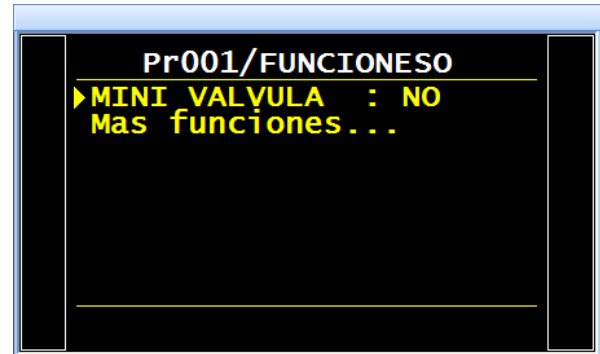 Pr001/FUNCIONESO
MINI VALVULA : NO
Mas funciones...